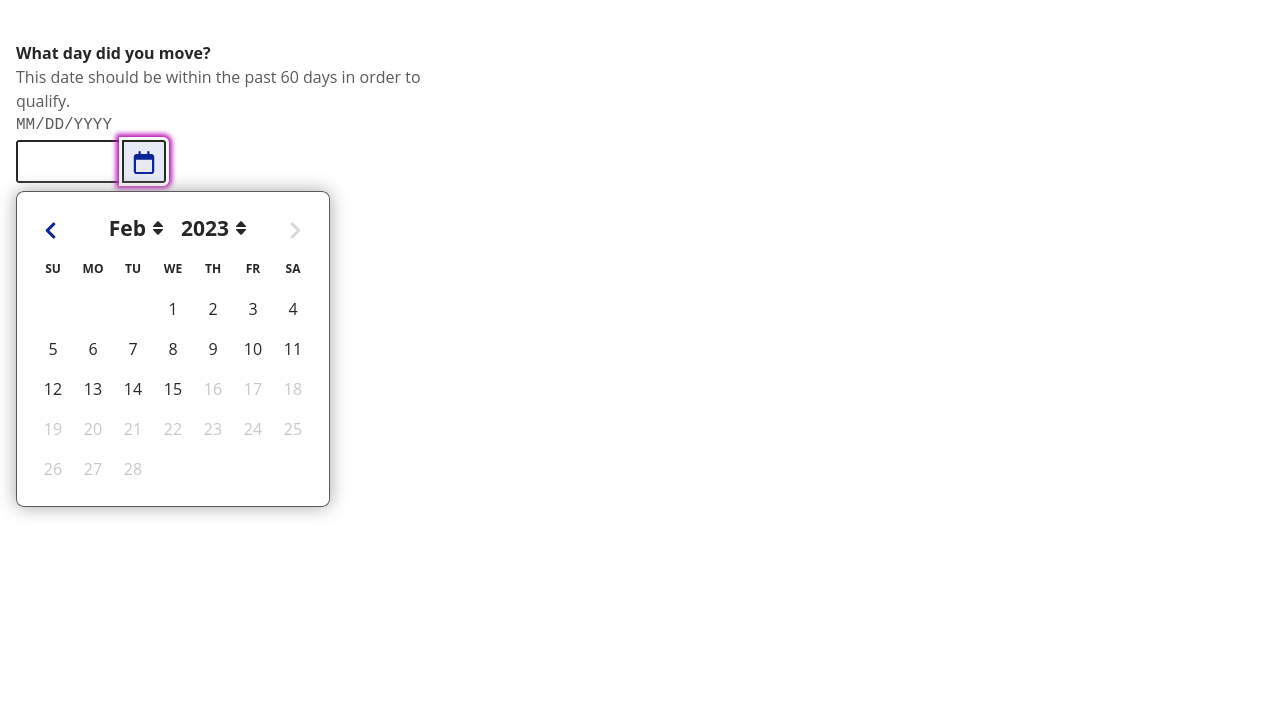 What day did you move?
This date should be within the past 60 days in order to
qualify.
MM/DD/YYYY
Feb 2023
SU MO TU WE TH FR SA
1 2 3 4
5 6 7 8 9 10 11
12 13 14 15 16 17 18
19 20 21 22 23 24 25
26 27 28